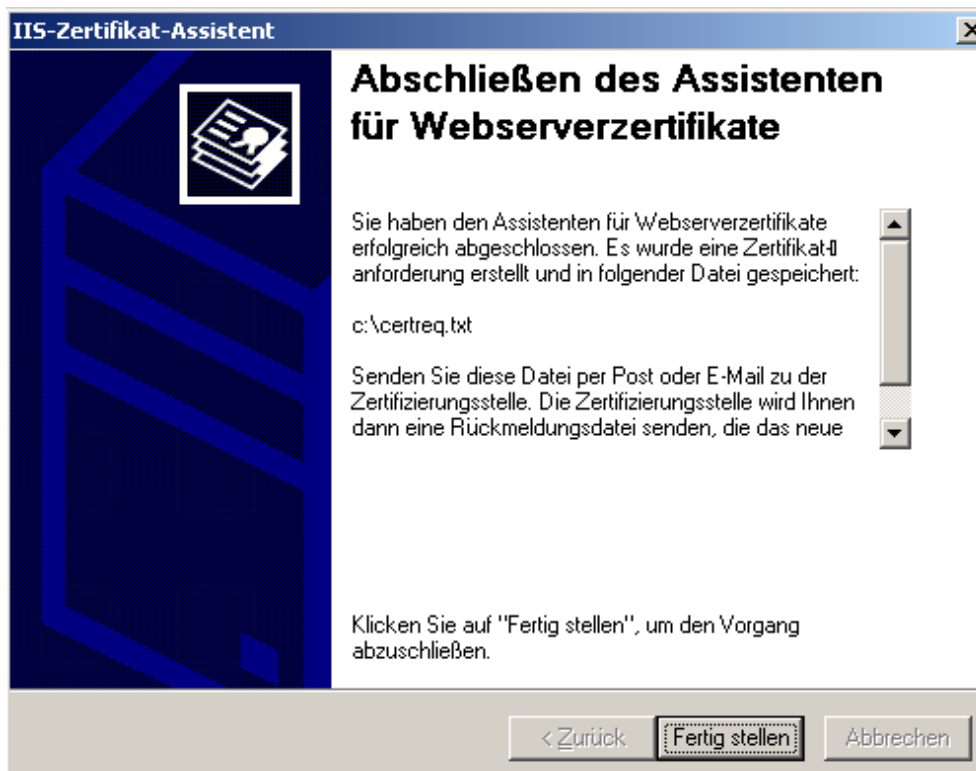 IIS-Zertifikat-Assistent
Abschließen des Assistenten
für Webserverzertifikate
Sie haben den Assistenten für Webserverzertifikate
erfolgreich abgeschlossen. Es wurde eine Zertifikat-▯
anforderung erstellt und in folgender Datei gespeichert:
c:\certreq.txt
Senden Sie diese Datei per Post oder E-Mail zu der
Zertifizierungsstelle. Die Zertifizierungsstelle wird Ihnen
dann eine Rückmeldungsdatei senden, die das neue
Klicken Sie auf "Fertig stellen", um den Vorgang
abzuschließen.
< Zurück Fertig stellen Abbrechen